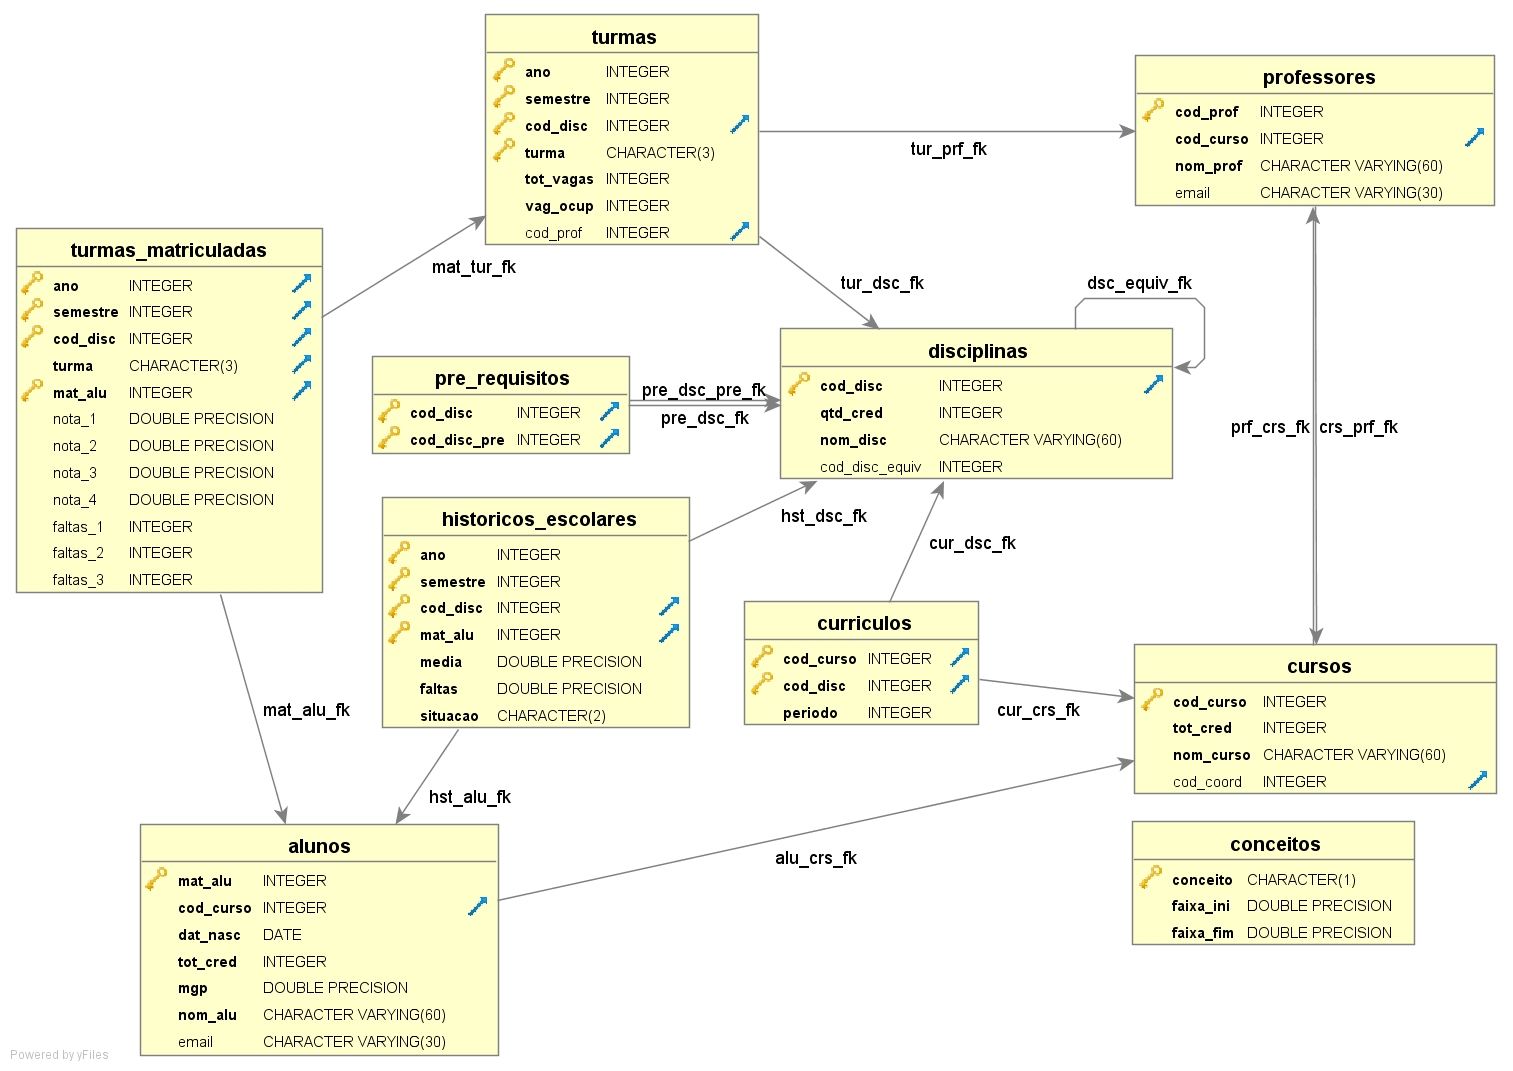 turmas
ano INTEGER
semestre INTEGER
cod_disc INTEGER
turma CHARACTER(3)
tot_vagas INTEGER
vag_ocup INTEGER
cod_prof INTEGER
professores
cod_prof INTEGER
cod_curso INTEGER
nom_prof CHARACTER VARYING(60)
email CHARACTER VARYING(30)
tur_prf_fk
turmas_matriculadas
ano INTEGER
semestre INTEGER
cod_disc INTEGER
turma CHARACTER(3)
mat_alu INTEGER
nota_1 DOUBLE PRECISION
nota_2 DOUBLE PRECISION
nota_3 DOUBLE PRECISION
nota_4 DOUBLE PRECISION
faltas_1 INTEGER
faltas_2 INTEGER
faltas_3 INTEGER
mat_tur_fk
tur_dsc_fk
dsc_equiv_fk
pre_requisitos
cod_disc INTEGER
cod_disc_pre INTEGER
pre_dsc_pre_fk
pre_dsc_fk
disciplinas
cod_disc INTEGER
qtd_cred INTEGER
nom_disc CHARACTER VARYING(60)
cod_disc_equiv INTEGER
prf_crs_fk
crs_prf_fk
historicos_escolares
ano INTEGER
semestre INTEGER
cod_disc INTEGER
mat_alu INTEGER
media DOUBLE PRECISION
faltas DOUBLE PRECISION
situacao CHARACTER(2)
hst_dsc_fk
cur_dsc_fk
curriculos
cod_curso INTEGER
cod_disc INTEGER
periodo INTEGER
cur_crs_fk
cursos
cod_curso INTEGER
tot_cred INTEGER
nom_curso CHARACTER VARYING(60)
cod_coord INTEGER
mat_alu_fk
hst_alu_fk
alu_crs_fk
alunos
mat_alu INTEGER
cod_curso INTEGER
dat_nasc DATE
tot_cred INTEGER
mgp DOUBLE PRECISION
nom_alu CHARACTER VARYING(60)
email CHARACTER VARYING(30)
conceitos
conceito CHARACTER(1)
faixa_ini DOUBLE PRECISION
faixa_fim DOUBLE PRECISION
Powered by yFiles